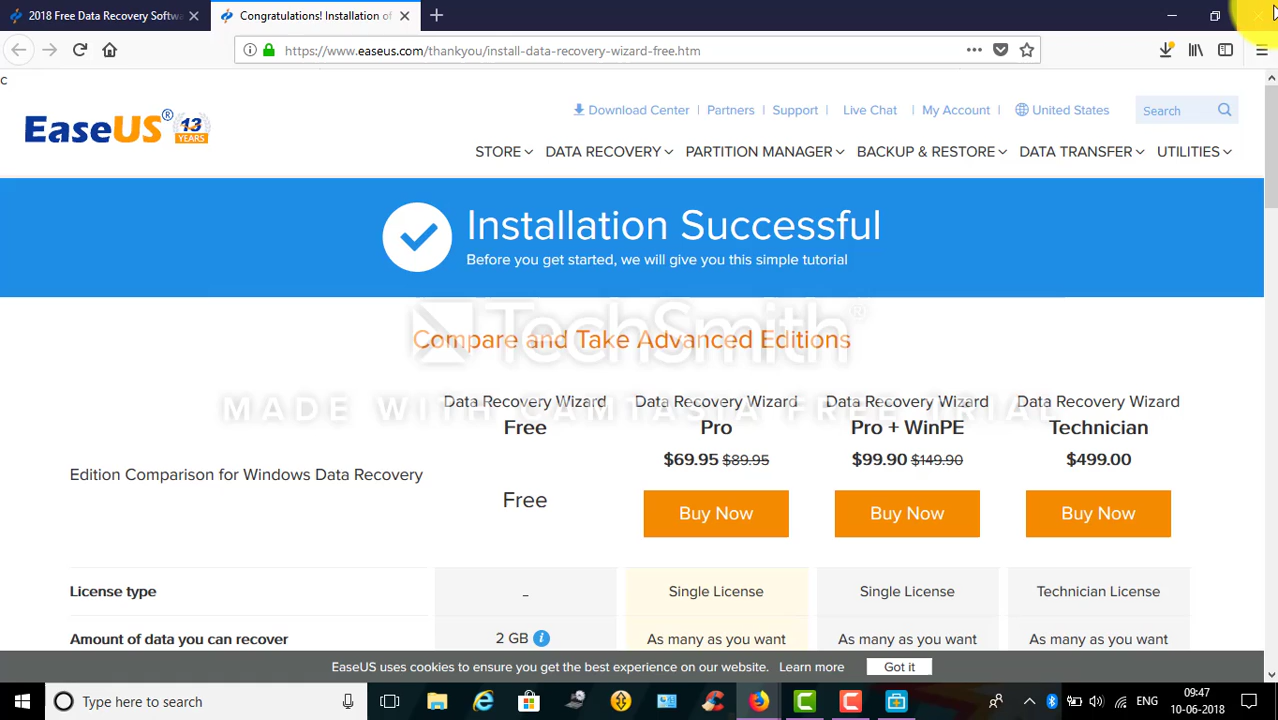 2018 Free Data Recovery Softwa
Congratulations! Installation of
https://www.easeus.com/thankyou/install-data-recovery-wizard-free.htm
c
EaseUS® 13 YEARS
Download Center | Partners | Support | Live Chat | My Account | United States
Search
STORE DATA RECOVERY PARTITION MANAGER BACKUP & RESTORE DATA TRANSFER UTILITIES
Installation Successful
Before you get started, we will give you this simple tutorial
TechSmith®
Compare and Take Advanced Editions
MADE WITH CAMTASIA FREE TRIAL
Data Recovery Wizard Data Recovery Wizard Data Recovery Wizard Data Recovery Wizard
Free Pro Pro + WinPE Technician
$69.95 $89.95 $99.90 $149.90 $499.00
Edition Comparison for Windows Data Recovery
Free
Buy Now Buy Now Buy Now
License type – Single License Single License Technician License
Amount of data you can recover 2 GB i As many as you want As many as you want As many as you want
EaseUS uses cookies to ensure you get the best experience on our website. Learn more Got it
Type here to search
ENG
09:47
10-06-2018